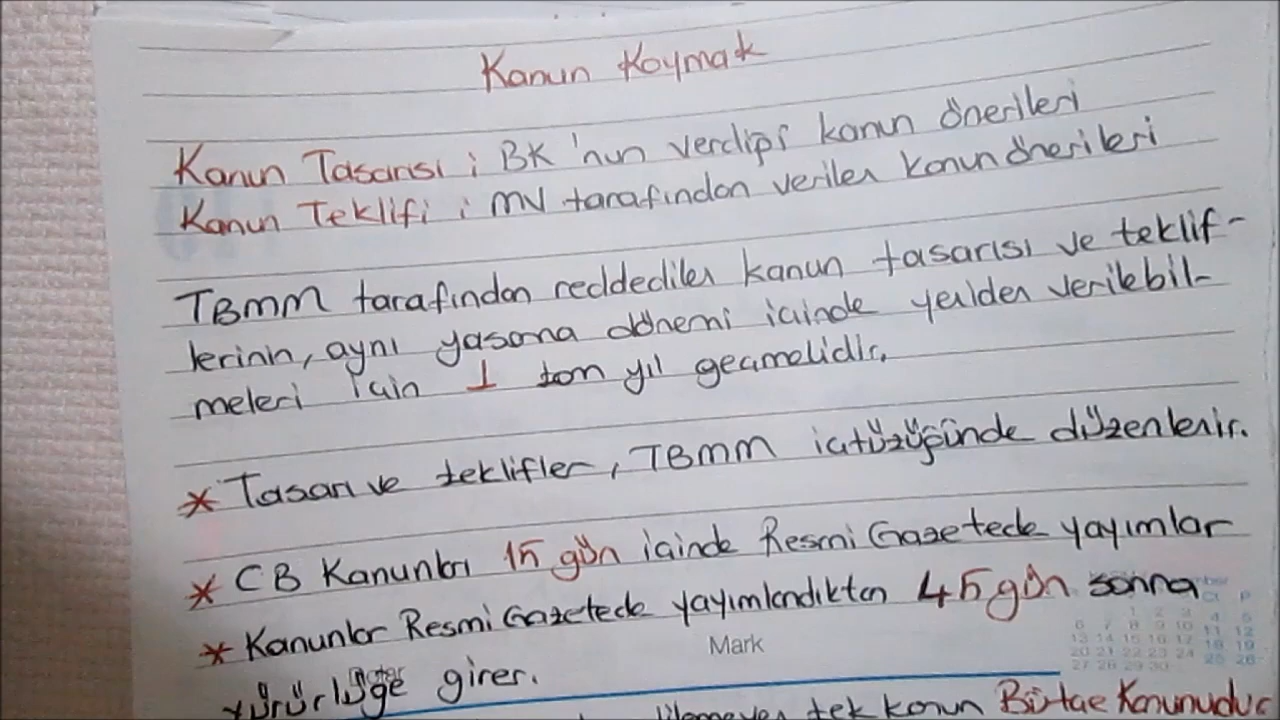 Kanun Koymak
Kanun Tasarısı ; BK 'nun verdiği kanun önerileri
Kanun Teklifi ; MV tarafından verilen kanun önerileri
TBMM tarafından reddedilen kanun tasarısı ve teklif-
lerinin, aynı yasama dönemi içinde yeniden verilebil-
meleri için 1 tam yıl geçmelidir.
* Tasarı ve teklifler, TBMM içtüzüğünde düzenlenir.
* CB Kanunları 15 gün içinde Resmi Gazetede yayımlar
* Kanunlar Resmi Gazetede yayımlandıktan 45 gün sonra
Mark
yürürlüğe girer.
tek kanun Bütçe Kanunudur